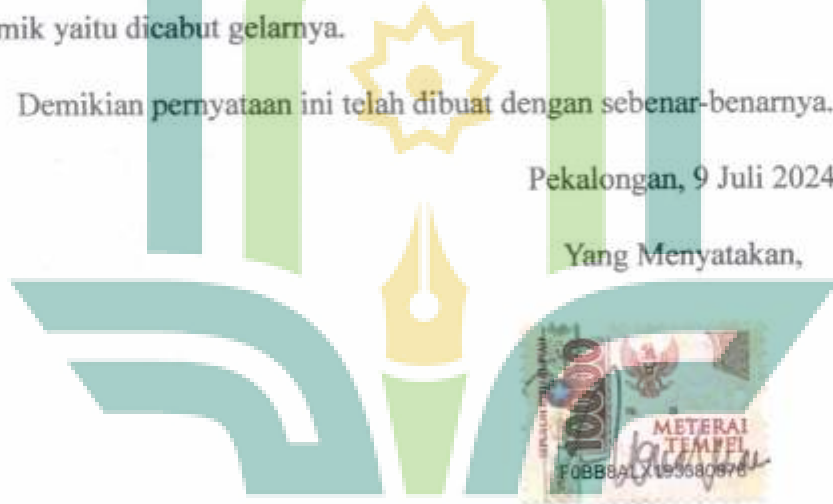 mik yaitu dicabut gelarnya.
Demikian pernyataan ini telah dibuat dengan sebenar-benarnya.
Pekalongan, 9 Juli 2024
Yang Menyatakan,
10000
METERAI
TEMPEL